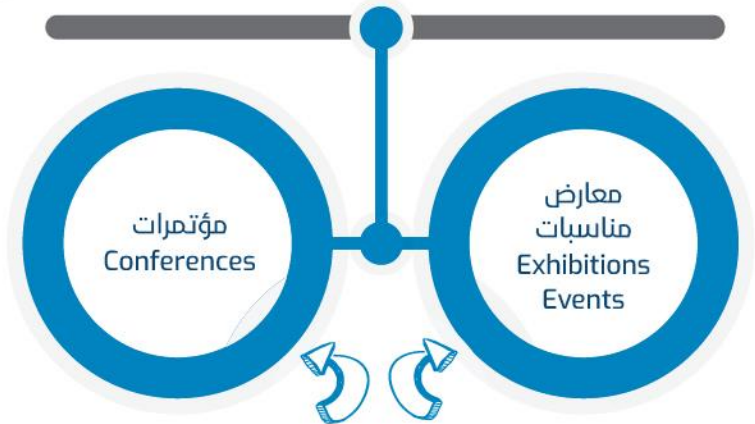 مؤتمرات
Conferences
معارض
مناسبات
Exhibitions
Events